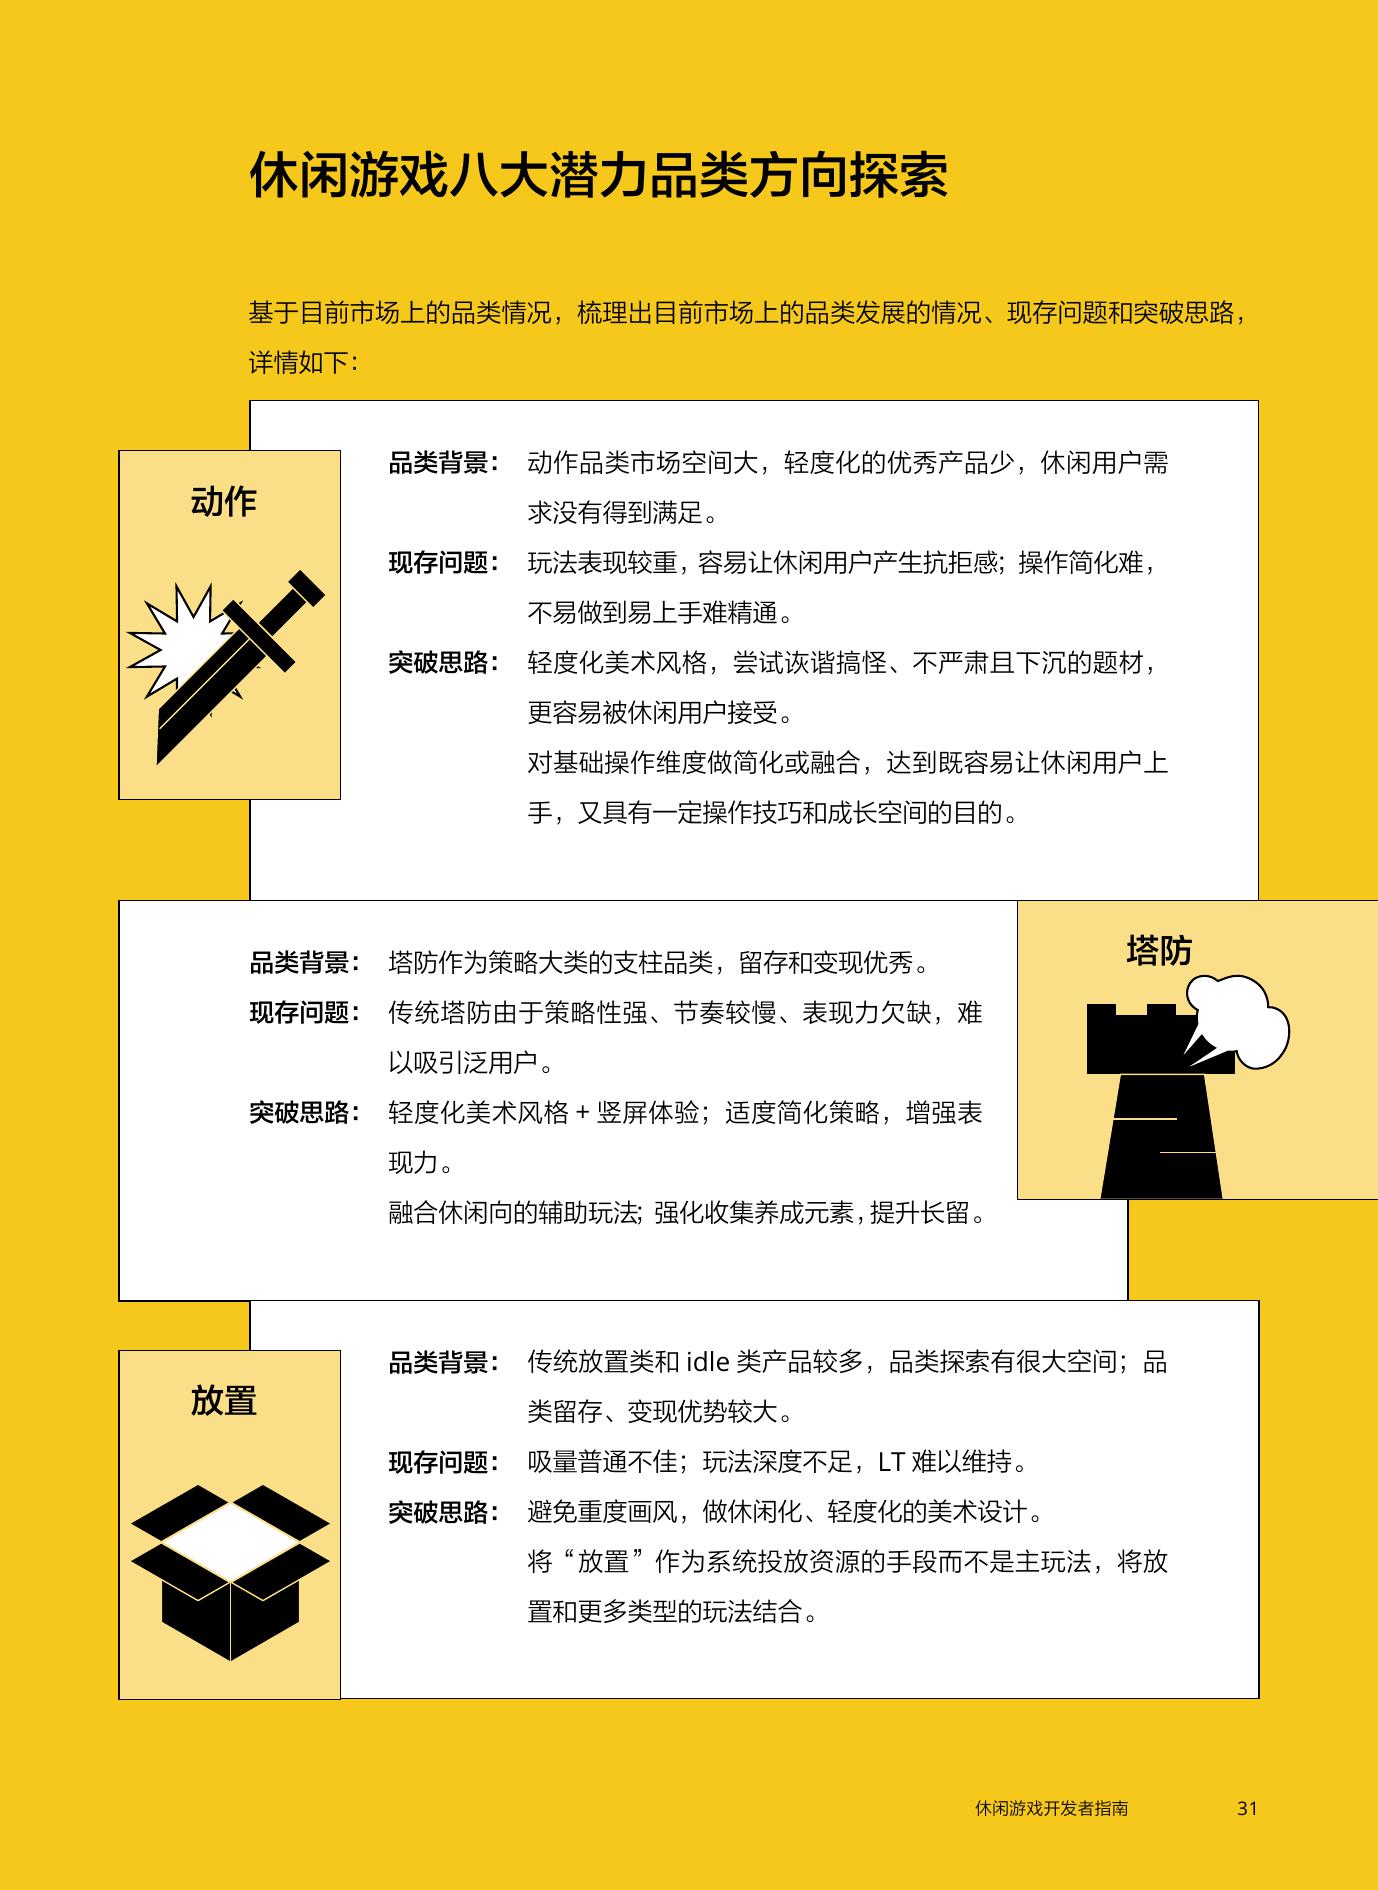 休闲游戏八大潜力品类方向探索
基于目前市场上的品类情况，梳理出目前市场上的品类发展的情况、现存问题和突破思路，
详情如下：
动作
品类背景： 动作品类市场空间大，轻度化的优秀产品少，休闲用户需
求没有得到满足。
现存问题： 玩法表现较重，容易让休闲用户产生抗拒感；操作简化难，
不易做到易上手难精通。
突破思路： 轻度化美术风格，尝试诙谐搞怪、不严肃且下沉的题材，
更容易被休闲用户接受。
对基础操作维度做简化或融合，达到既容易让休闲用户上
手，又具有一定操作技巧和成长空间的目的。
塔防
品类背景： 塔防作为策略大类的支柱品类，留存和变现优秀。
现存问题： 传统塔防由于策略性强、节奏较慢、表现力欠缺，难
以吸引泛用户。
突破思路： 轻度化美术风格 + 竖屏体验；适度简化策略，增强表
现力。
融合休闲向的辅助玩法；强化收集养成元素，提升长留。
放置
品类背景： 传统放置类和 idle 类产品较多，品类探索有很大空间；品
类留存、变现优势较大。
现存问题： 吸量普通不佳；玩法深度不足，LT 难以维持。
突破思路： 避免重度画风，做休闲化、轻度化的美术设计。
将“放置”作为系统投放资源的手段而不是主玩法，将放
置和更多类型的玩法结合。
休闲游戏开发者指南 31